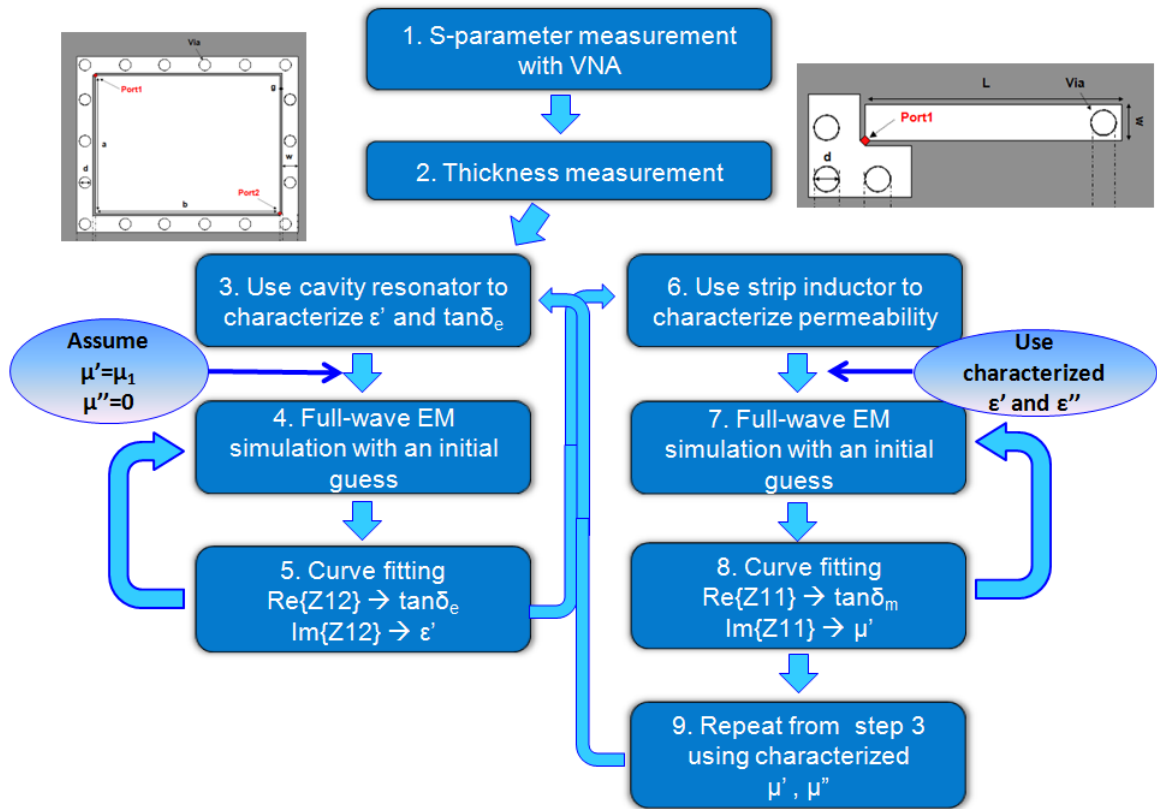 1. S-parameter measurement
with VNA
Via
Port1
g
a
d
w
Port2
b
L
Via
Port1
w
d
2. Thickness measurement
3. Use cavity resonator to
characterize ε’ and tanδe
Assume
μ’=μ1
μ’’=0
4. Full-wave EM
simulation with an initial
guess
5. Curve fitting
Re{Z12} → tanδe
Im{Z12} → ε’
6. Use strip inductor to
characterize permeability
Use
characterized
ε’ and ε’’
7. Full-wave EM
simulation with an initial
guess
8. Curve fitting
Re{Z11} → tanδm
Im{Z11} → μ’
9. Repeat from step 3
using characterized
μ’ , μ”